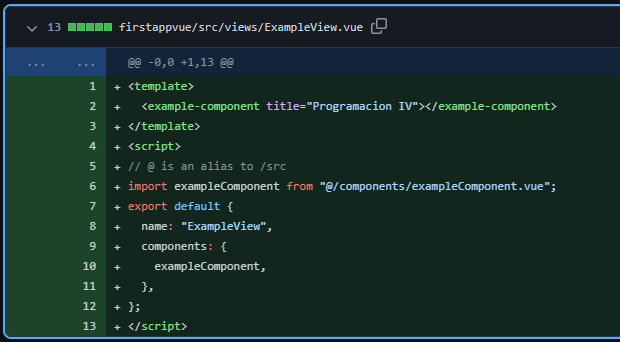 13 firstappvue/src/views/ExampleView.vue
... ... @@ -0,0 +1,13 @@
1 + <template>
2 +   <example-component title="Programacion IV"></example-component>
3 + </template>
4 + <script>
5 + // @ is an alias to /src
6 + import exampleComponent from "@/components/exampleComponent.vue";
7 + export default {
8 +   name: "ExampleView",
9 +   components: {
10 +     exampleComponent,
11 +   },
12 + };
13 + </script>